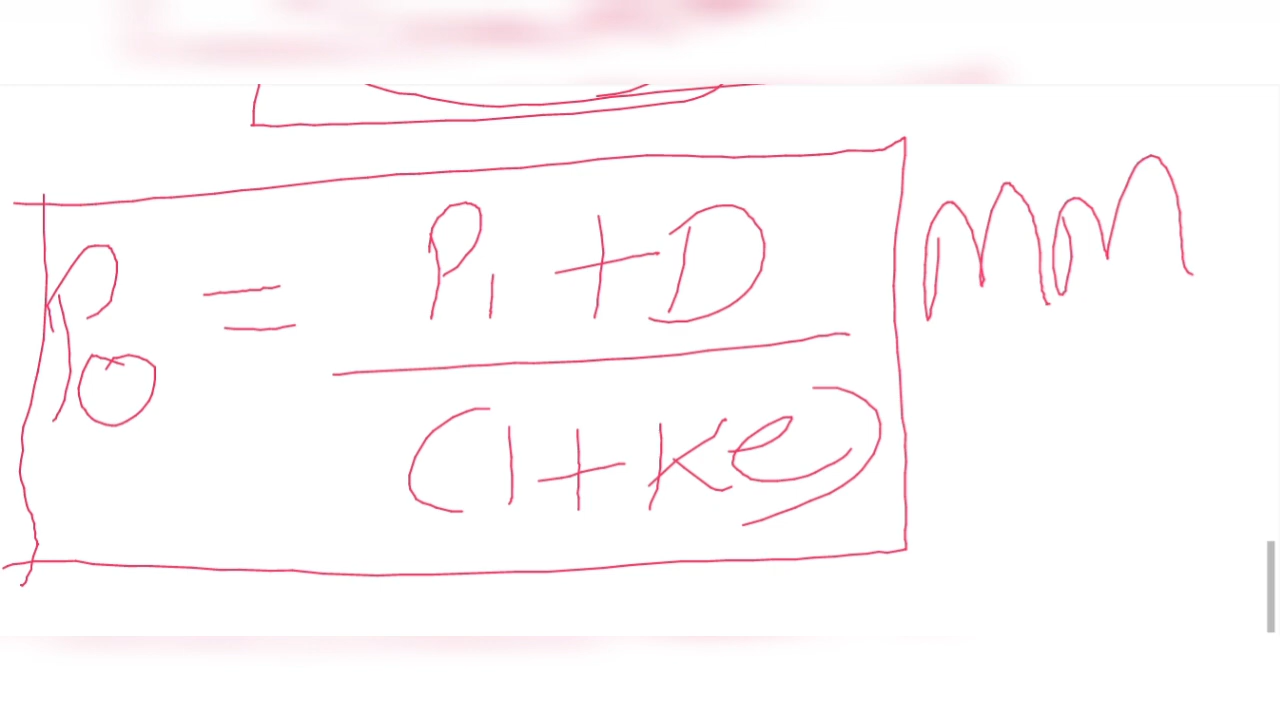 P₀ = (P₁ + D) / (1 + Ke) MM